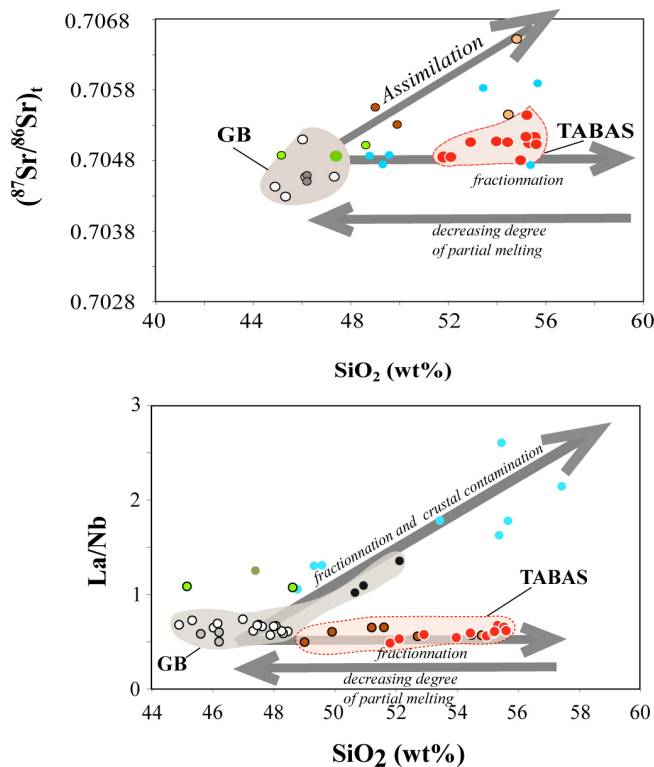 0.7068
0.7058
0.7048
0.7038
0.7028
(87Sr/86Sr)t
Assimilation
GB
TABAS
fractionnation
decreasing degree
of partial melting
40
44
48
52
56
60
SiO2 (wt%)
3
2
1
0
La/Nb
fractionnation and crustal contamination
TABAS
GB
fractionnation
decreasing degree
of partial melting
44
46
48
50
52
54
56
58
60
SiO2 (wt%)